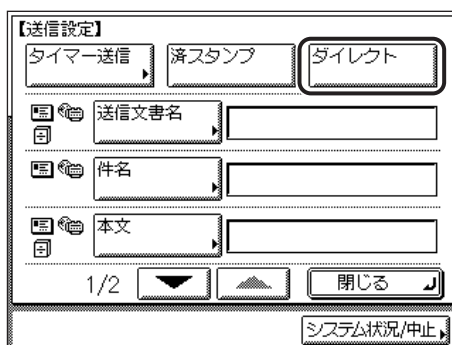 【送信設定】
タイマー送信 済スタンプ ダイレクト
送信文書名
件名
本文
1/2 閉じる
システム状況/中止